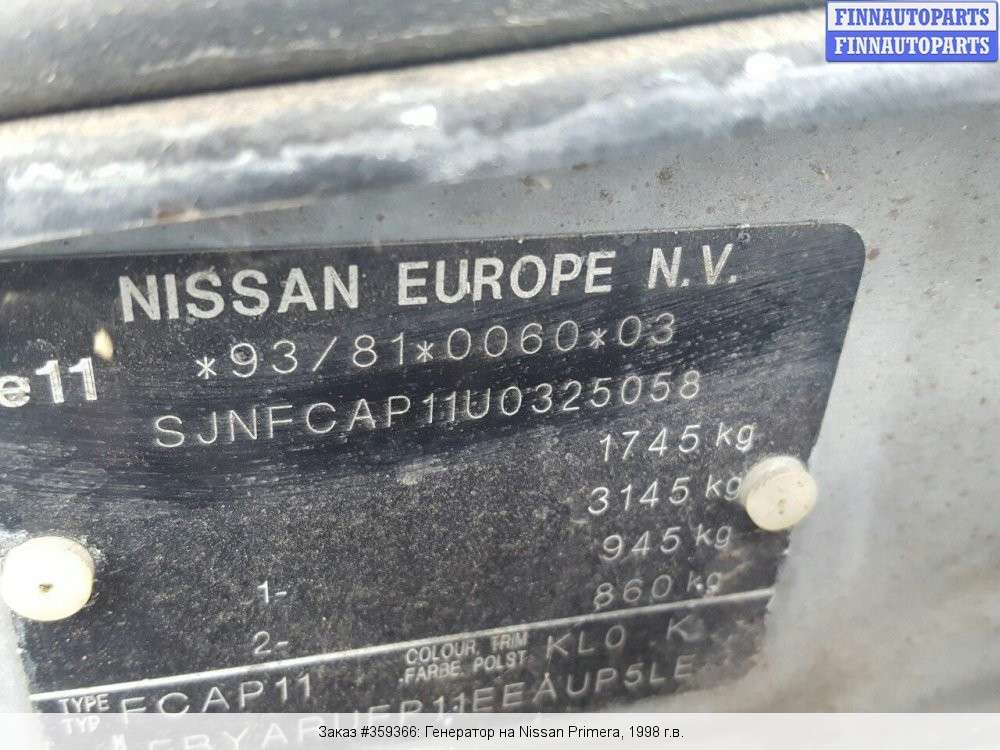 FINNAUTOPARTS
FINNAUTOPARTS
NISSAN EUROPE N.V.
e11 *93/81*0060*03
SJNFCAP11U0325058
1745 kg
3145 kg
1- 945 kg
2- 860 kg
TYPE
TYP FCAP11 COLOUR, TRIM
FARBE, POLST KL0 K
Заказ #359366: Генератор на Nissan Primera, 1998 г.в.